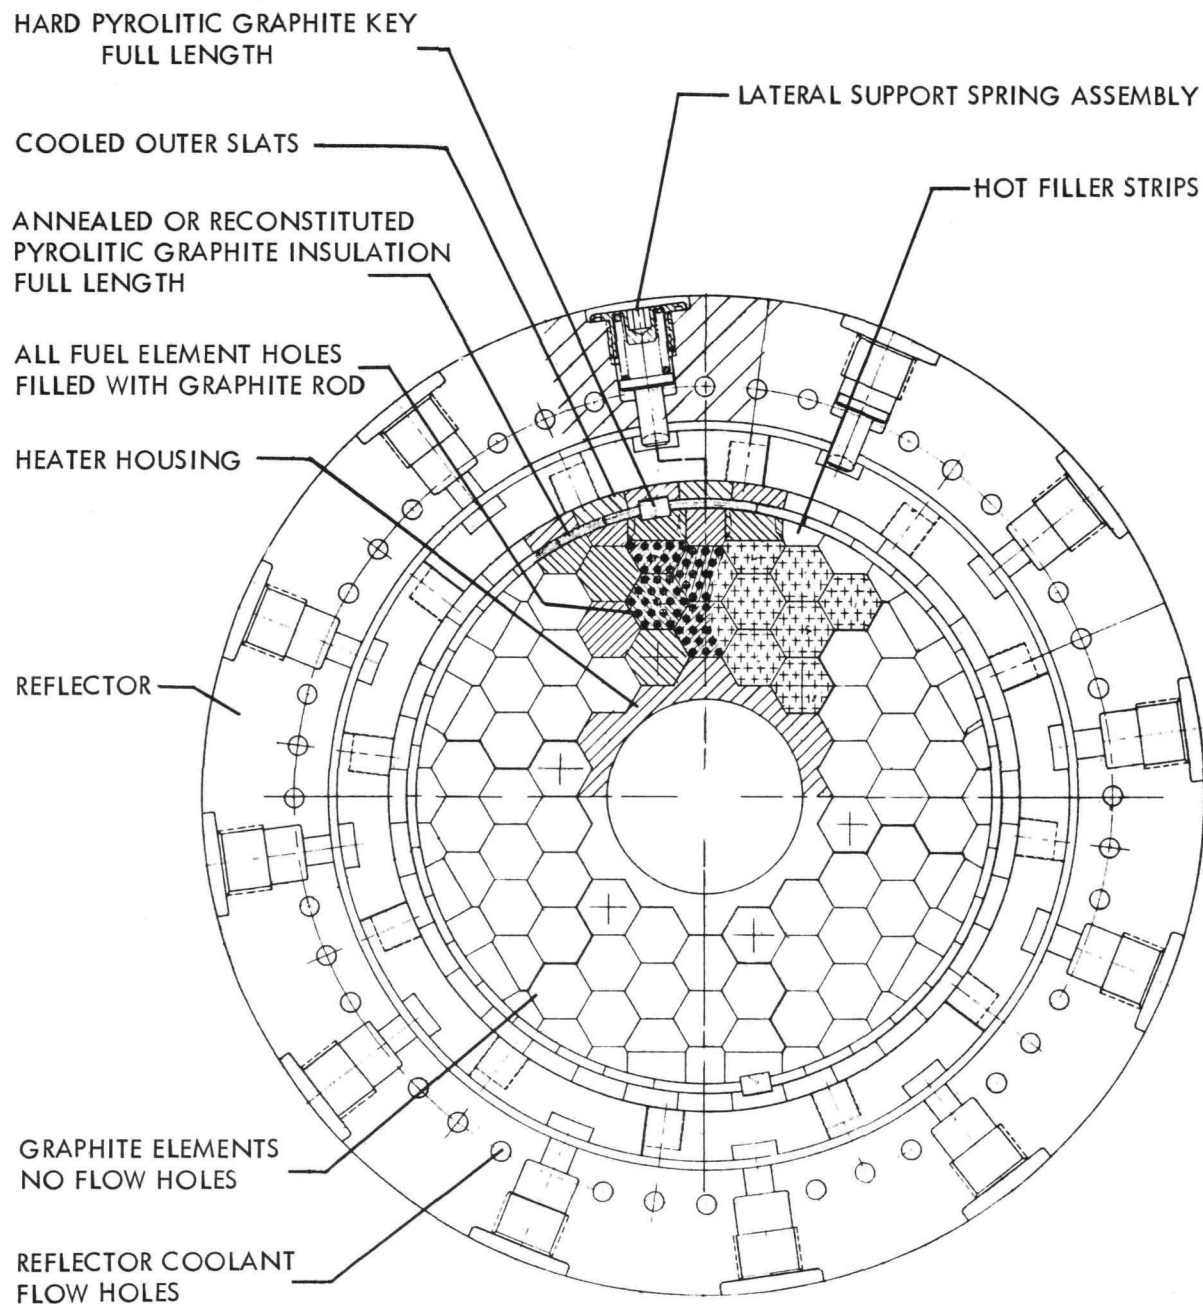 HARD PYROLITIC GRAPHITE KEY
FULL LENGTH
LATERAL SUPPORT SPRING ASSEMBLY
COOLED OUTER SLATS
HOT FILLER STRIPS
ANNEALED OR RECONSTITUTED
PYROLITIC GRAPHITE INSULATION
FULL LENGTH
ALL FUEL ELEMENT HOLES
FILLED WITH GRAPHITE ROD
HEATER HOUSING
REFLECTOR
GRAPHITE ELEMENTS
NO FLOW HOLES
REFLECTOR COOLANT
FLOW HOLES